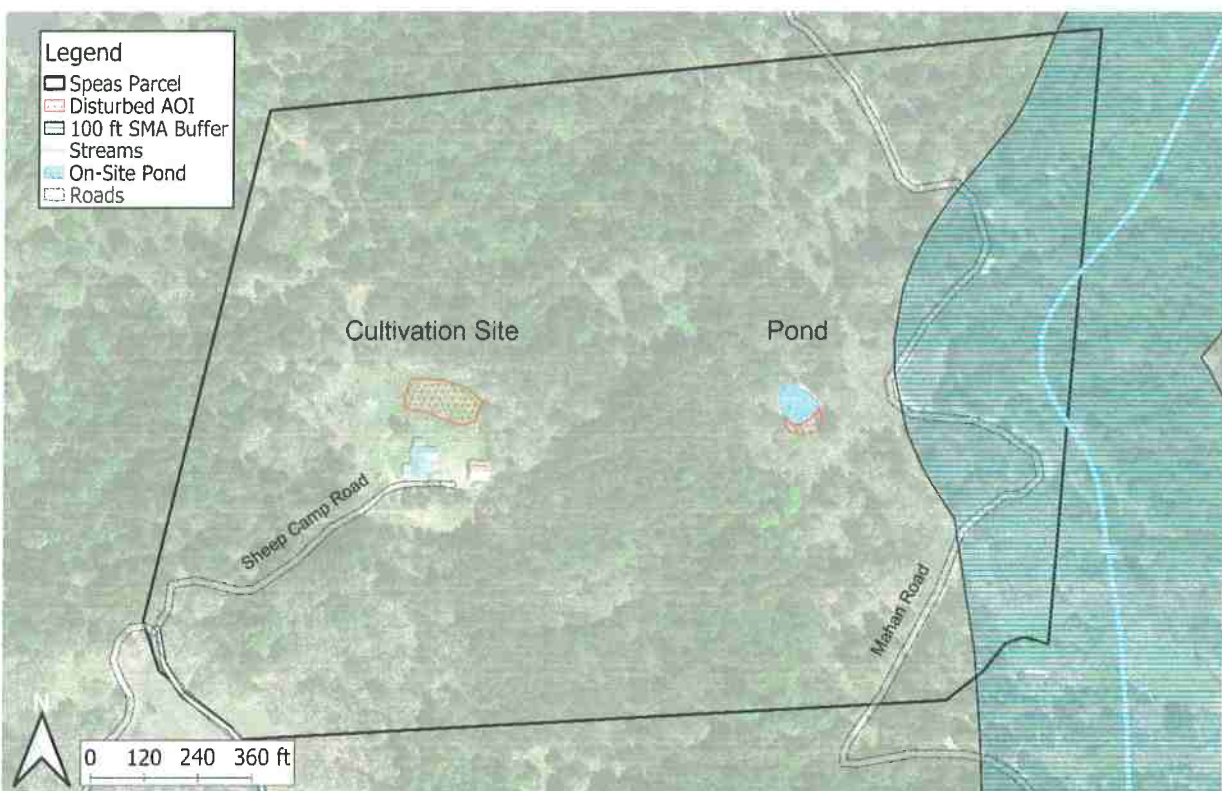 Legend
Speas Parcel
Disturbed AOI
100 ft SMA Buffer
Streams
On-Site Pond
Roads
Cultivation Site
Pond
Sheep Camp Road
Mahan Road
N
0 120 240 360 ft